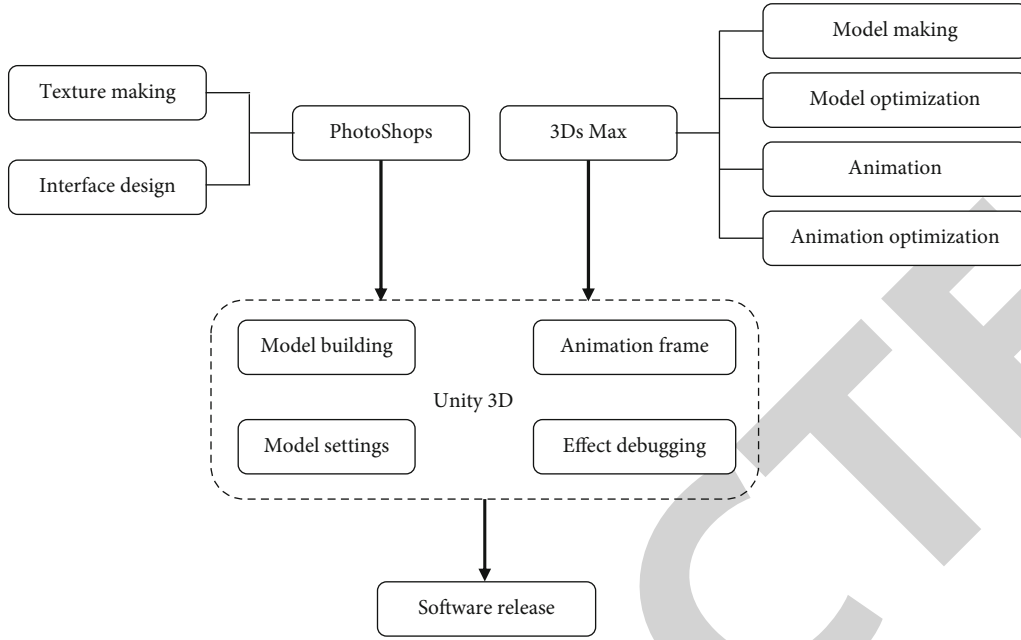 Model making
Texture making
Model optimization
PhotoShops
3Ds Max
Interface design
Animation
Animation optimization
Model building
Animation frame
Unity 3D
Model settings
Effect debugging
Software release
CTE